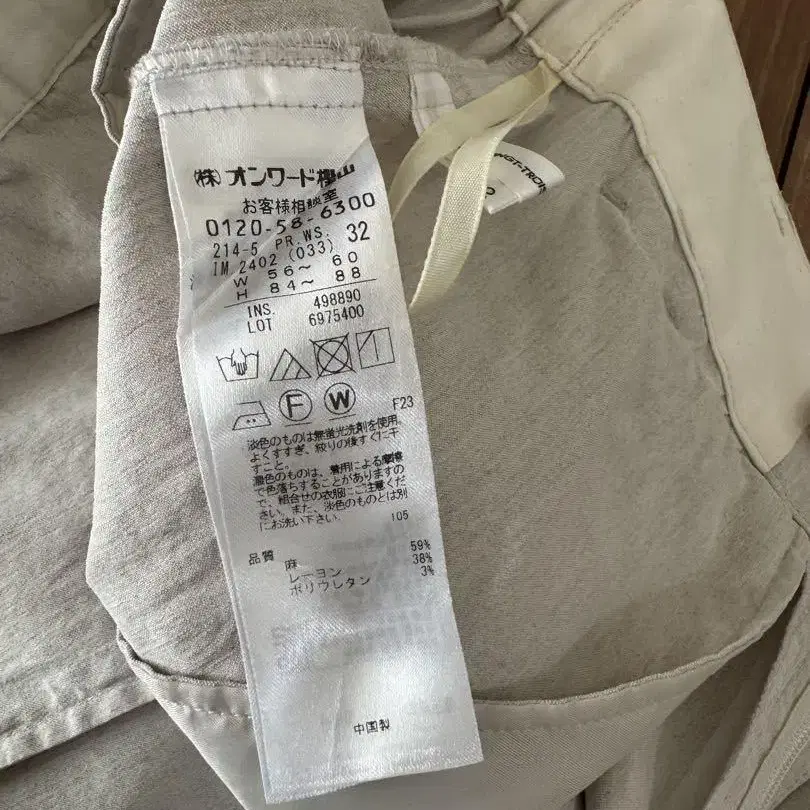 (株)オンワード樫山
お客様相談室
0120-58-6300
214-5 PR.WS. 32
IM 2402 (033)
W 56～ 60
H 84～ 88
INS. 498890
LOT 6975400
F W
F23
淡色のものは無蛍光洗剤を使用、
よくすすぎ、絞りの後すぐに干
すこと。
濃色のものは、着用による摩擦
で色落ちすることがありますの
で、組合せの衣服にご注意くだ
さい。また、淡色のものとは別
にお洗い下さい。
105
品質
麻 59%
レーヨン 38%
ポリウレタン 3%
中国製